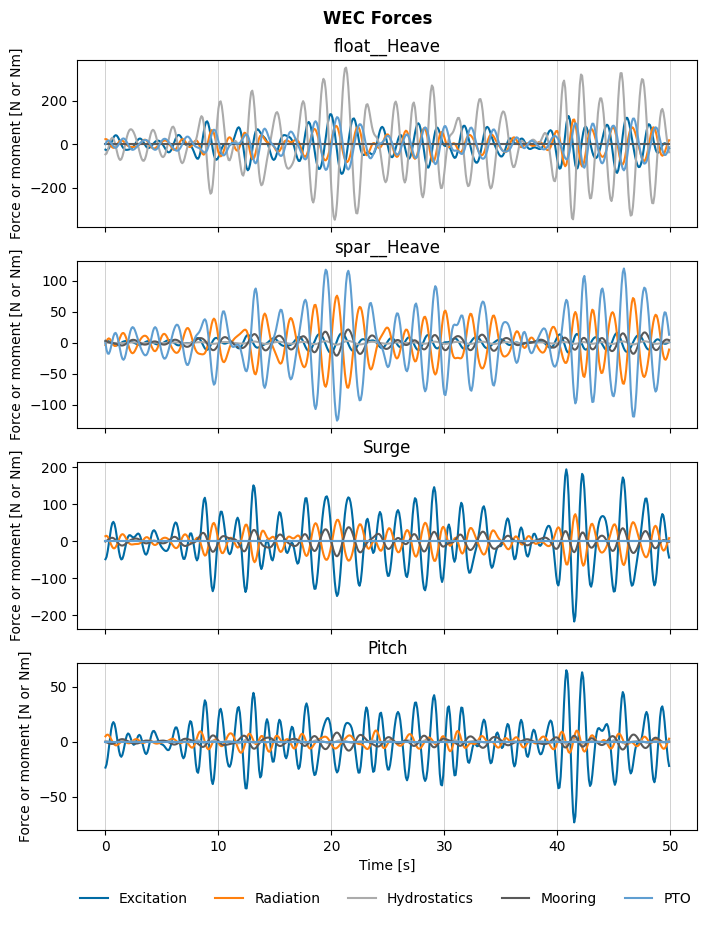 WEC Forces
float__Heave
Force or moment [N or Nm]
200
0
−200
spar__Heave
Force or moment [N or Nm]
100
50
0
−50
−100
Surge
Force or moment [N or Nm]
200
100
0
−100
−200
Pitch
Force or moment [N or Nm]
50
0
−50
0 10 20 30 40 50
Time [s]
Excitation Radiation Hydrostatics Mooring PTO